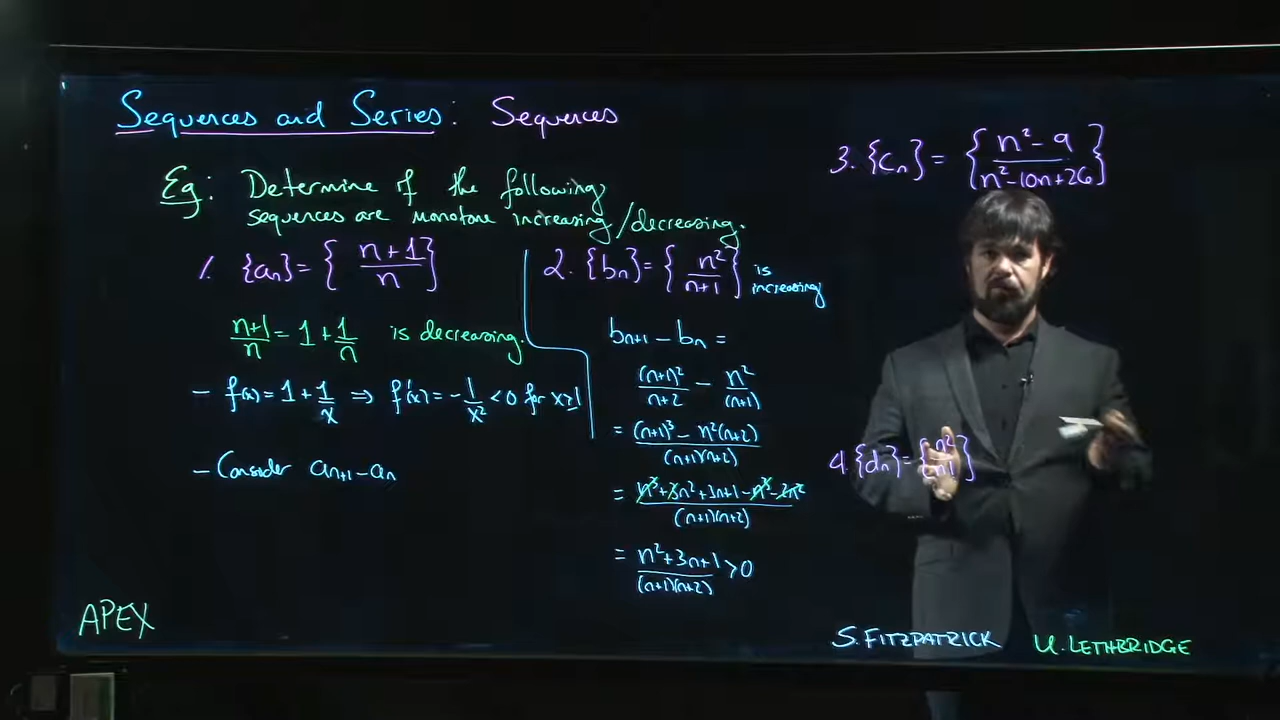 Sequences and Series: Sequences
Eg: Determine if the following
sequences are monotone increasing/decreasing.
1. {aₙ} = { (n+1)/n }
(n+1)/n = 1 + 1/n is decreasing.
- f(x) = 1 + 1/x ⇒ f'(x) = -1/x² < 0 for x ≥ 1
- Consider aₙ₊₁ - aₙ
2. {bₙ} = { n²/(n+1) } is
increasing
bₙ₊₁ - bₙ =
(n+1)²/(n+2) - n²/(n+1)
= ((n+1)³ - n²(n+2))/((n+1)(n+2))
= (n³ + 3n² + 3n + 1 - n³ - 2n²)/((n+1)(n+2))
= (n² + 3n + 1)/((n+1)(n+2)) > 0
3. {cₙ} = { (n² - 9)/(n² - 10n + 26) }
4. {dₙ} = { n²/
APEX
S. FITZPATRICK
U. LETHBRIDGE